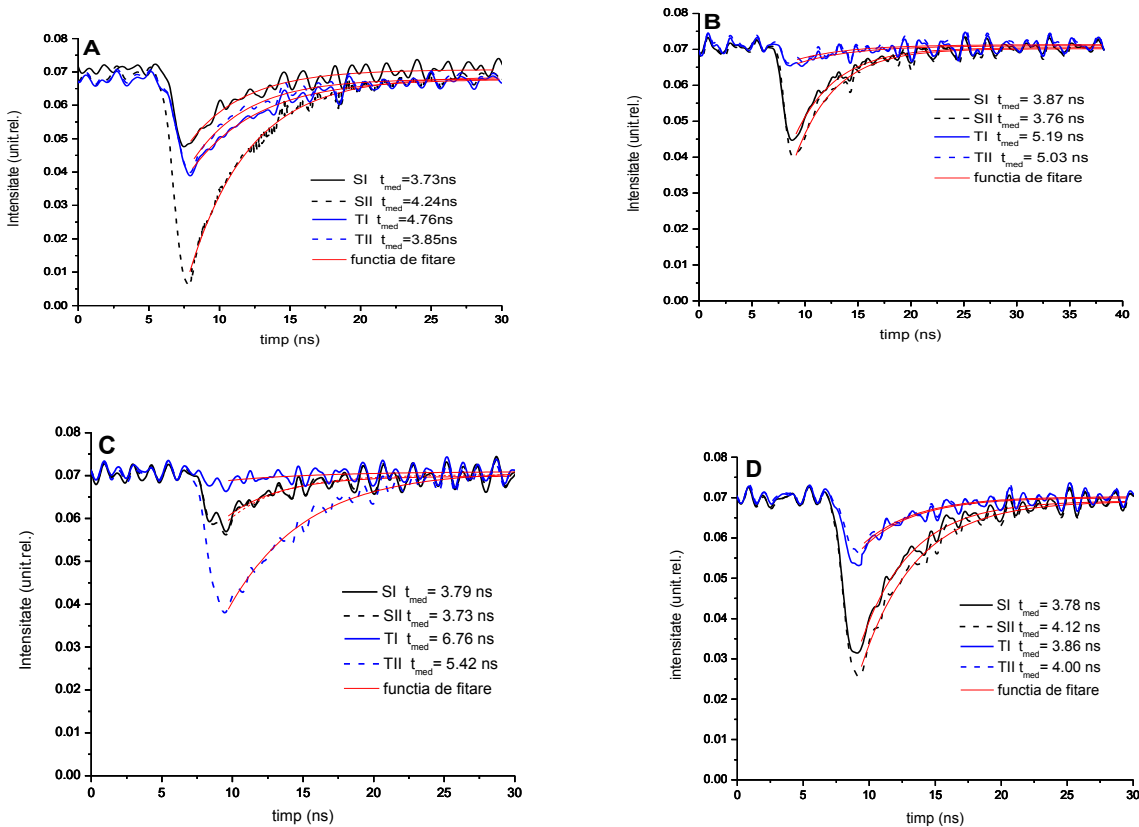 A
Intensitate (unit.rel.)
0.08
0.07
0.06
0.05
0.04
0.03
0.02
0.01
0.00
SI t_med=3.73ns
SII t_med=4.24ns
TI t_med=4.76ns
TII t_med=3.85ns
functia de fitare
0 5 10 15 20 25 30
timp (ns)
B
Intensitate (unit.rel.)
0.08
0.07
0.06
0.05
0.04
0.03
0.02
0.01
0.00
SI t_med = 3.87 ns
SII t_med = 3.76 ns
TI t_med = 5.19 ns
TII t_med = 5.03 ns
functia de fitare
0 5 10 15 20 25 30 35 40
timp (ns)
C
Intensitate (unit.rel.)
0.08
0.07
0.06
0.05
0.04
0.03
0.02
0.01
0.00
SI t_med= 3.79 ns
SII t_med= 3.73 ns
TI t_med= 6.76 ns
TII t_med= 5.42 ns
functia de fitare
0 5 10 15 20 25 30
timp (ns)
D
intensitate (unit.rel.)
0.08
0.07
0.06
0.05
0.04
0.03
0.02
0.01
0.00
SI t_med= 3.78 ns
SII t_med= 4.12 ns
TI t_med= 3.86 ns
TII t_med= 4.00 ns
functia de fitare
0 5 10 15 20 25 30
timp (ns)